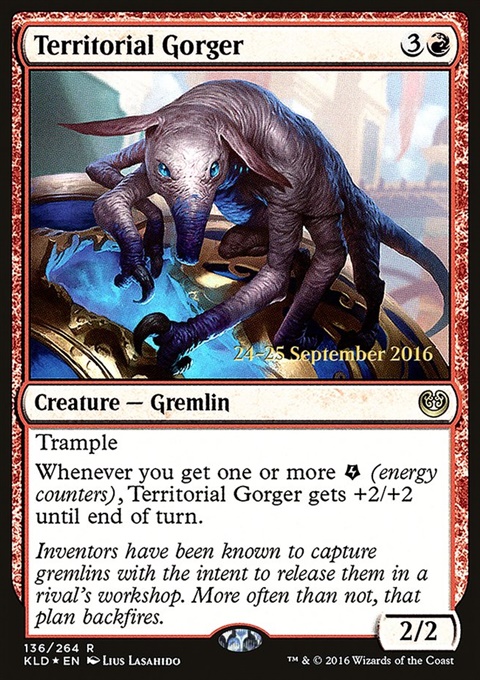 Territorial Gorger 3
24-25 September 2016
Creature — Gremlin
Trample
Whenever you get one or more (energy
counters), Territorial Gorger gets +2/+2
until end of turn.
Inventors have been known to capture
gremlins with the intent to release them in a
rival's workshop. More often than not, that
plan backfires.
2/2
136/264 R
KLD ★ EN Lius Lasahido
™ & © 2016 Wizards of the Coast